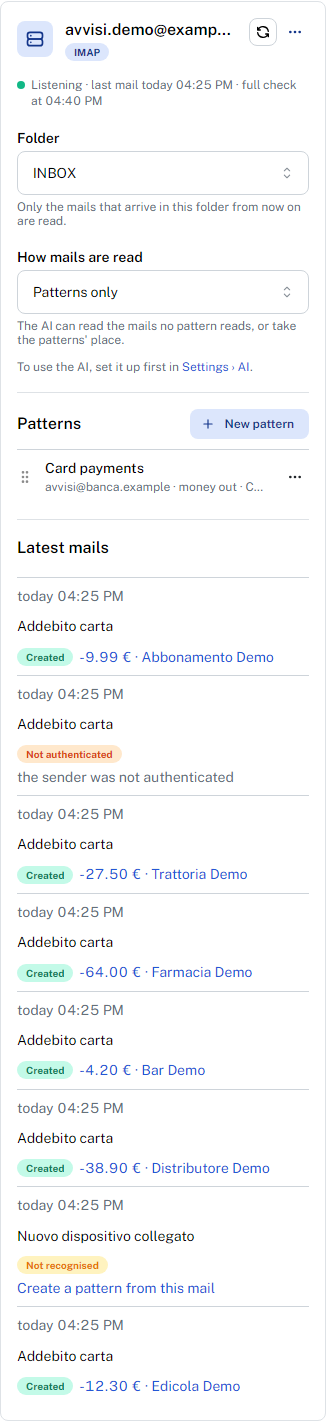 avvisi.demo@examp...
IMAP
Listening · last mail today 04:25 PM · full check
at 04:40 PM
Folder
INBOX
Only the mails that arrive in this folder from now on
are read.
How mails are read
Patterns only
The AI can read the mails no pattern reads, or take
the patterns' place.
To use the AI, set it up first in Settings › AI.
Patterns
+ New pattern
Card payments
avvisi@banca.example · money out · C...
Latest mails
today 04:25 PM
Addebito carta
Created -9.99 € · Abbonamento Demo
today 04:25 PM
Addebito carta
Not authenticated
the sender was not authenticated
today 04:25 PM
Addebito carta
Created -27.50 € · Trattoria Demo
today 04:25 PM
Addebito carta
Created -64.00 € · Farmacia Demo
today 04:25 PM
Addebito carta
Created -4.20 € · Bar Demo
today 04:25 PM
Addebito carta
Created -38.90 € · Distributore Demo
today 04:25 PM
Nuovo dispositivo collegato
Not recognised
Create a pattern from this mail
today 04:25 PM
Addebito carta
Created -12.30 € · Edicola Demo